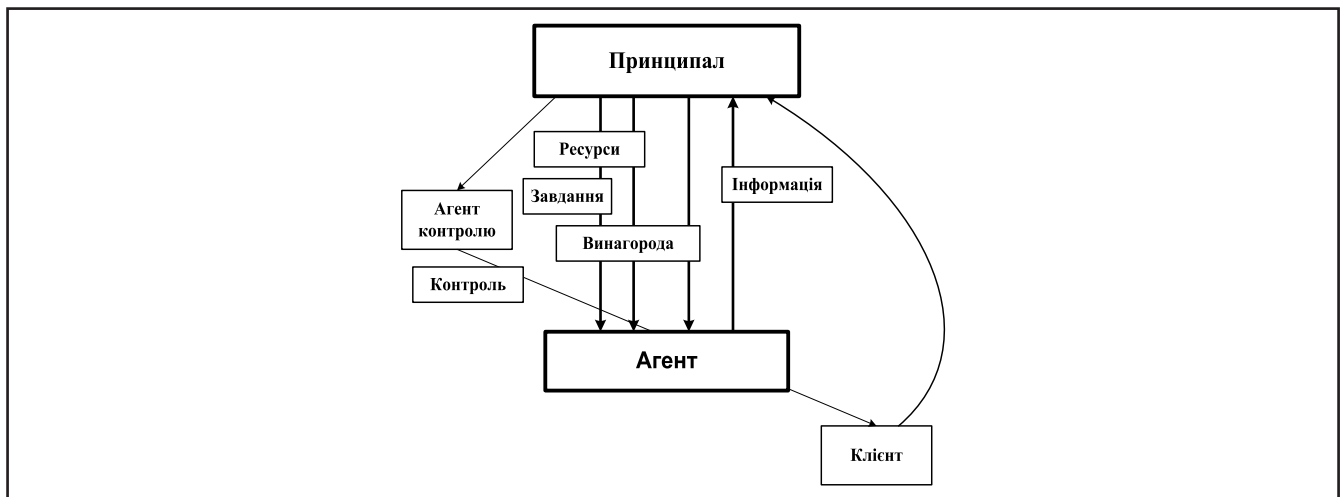 Принципал
Ресурси
Завдання
Інформація
Агент
контролю
Винагорода
Контроль
Агент
Клієнт